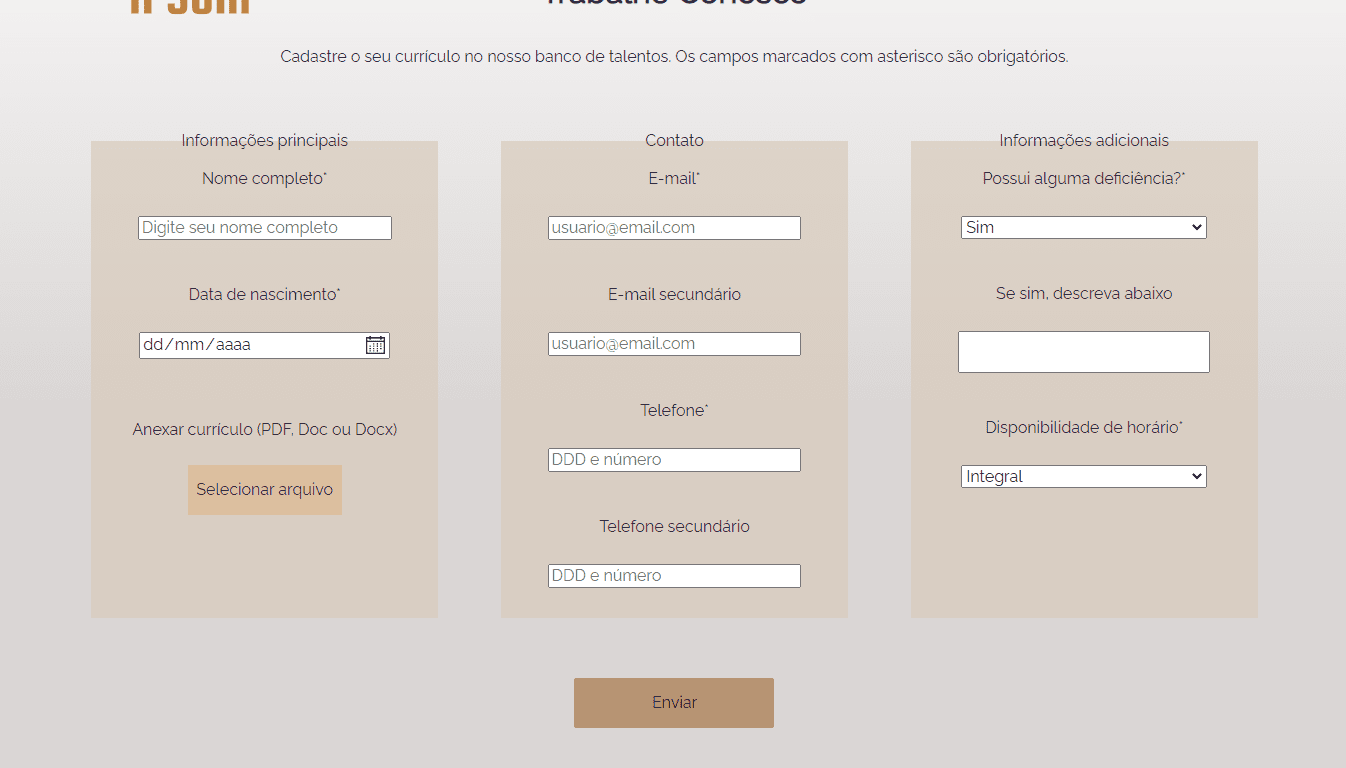 Trabalhe Conosco
Cadastre o seu currículo no nosso banco de talentos. Os campos marcados com asterisco são obrigatórios.
Informações principais
Nome completo*
Digite seu nome completo
Data de nascimento*
dd/mm/aaaa
Anexar currículo (PDF, Doc ou Docx)
Selecionar arquivo
Contato
E-mail*
usuario@email.com
E-mail secundário
usuario@email.com
Telefone*
DDD e número
Telefone secundário
DDD e número
Informações adicionais
Possui alguma deficiência?*
Sim
Se sim, descreva abaixo
Disponibilidade de horário*
Integral
Enviar